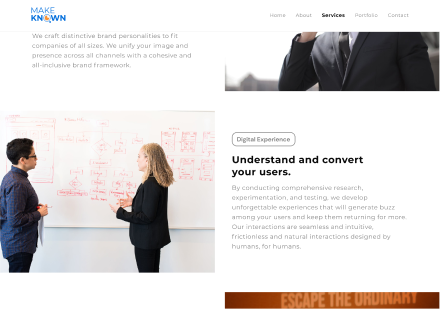 MAKE
KNOWN
Home About Services Portfolio Contact
We craft distinctive brand personalities to fit
companies of all sizes. We unify your image and
presence across all channels with a cohesive and
all-inclusive brand framework.
Digital Experience
Understand and convert
your users.
By conducting comprehensive research,
experimentation, and testing, we develop
unforgettable experiences that will generate buzz
among your users and keep them returning for more.
Our interactions are seamless and intuitive,
frictionless and natural interactions designed by
humans, for humans.
ESCAPE THE ORDINARY